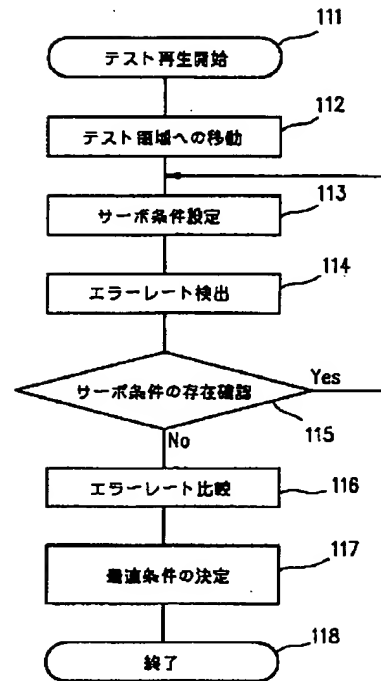 111
テスト再生開始
112
テスト領域への移動
113
サーボ条件設定
114
エラーレート検出
サーボ条件の存在確認
Yes
115
No
エラーレート比較
116
117
最適条件の決定
118
終了